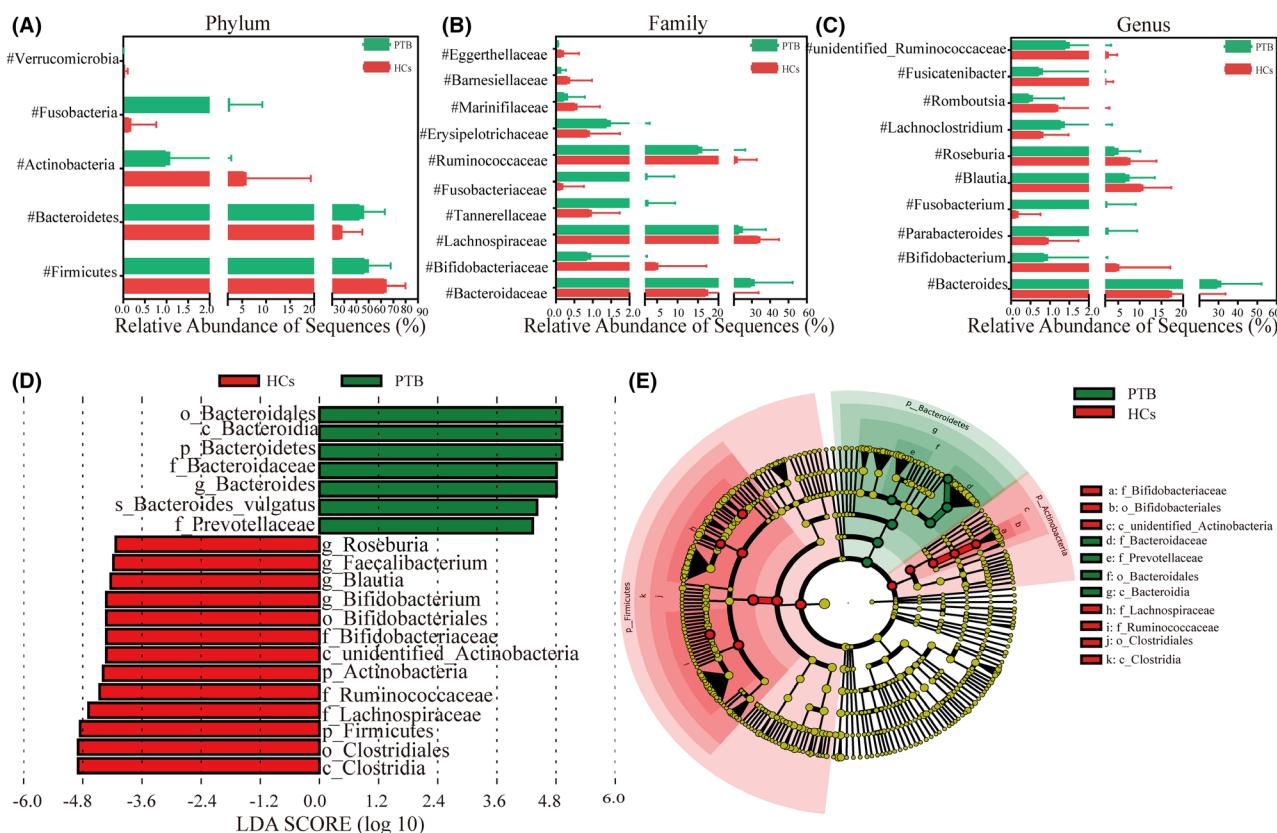 (A)
Phylum
PTB
HCs
#Verrucomicrobia
#Fusobacteria
#Actinobacteria
#Bacteroidetes
#Firmicutes
0.0 0.5 1.0 1.5 2.0 5 10 15 20 30 40 50 60 70 80 90
Relative Abundance of Sequences (%)
(B)
Family
PTB
HCs
#Eggerthellaceae
#Barnesiellaceae
#Marinifilaceae
#Erysipelotrichaceae
#Ruminococcaceae
#Fusobacteriaceae
#Tannerellaceae
#Lachnospiraceae
#Bifidobacteriaceae
#Bacteroidaceae
0.0 0.5 1.0 1.5 2.0 5 10 15 20 30 40 50 60
Relative Abundance of Sequences (%)
(C)
Genus
PTB
HCs
#unidentified_Ruminococcaceae
#Fusicatenibacter
#Romboutsia
#Lachnoclostridium
#Roseburia
#Blautia
#Fusobacterium
#Parabacteroides
#Bifidobacterium
#Bacteroides
0.0 0.5 1.0 1.5 2.0 5 10 15 20 30 40 50 60
Relative Abundance of Sequences (%)
(D)
HCs
PTB
o_Bacteroidales
c_Bacteroidia
p_Bacteroidetes
f_Bacteroidaceae
g_Bacteroides
s_Bacteroides_vulgatus
f_Prevotellaceae
g_Roseburia
g_Faecalibacterium
g_Blautia
g_Bifidobacterium
o_Bifidobacteriales
f_Bifidobacteriaceae
c_unidentified_Actinobacteria
p_Actinobacteria
f_Ruminococcaceae
f_Lachnospiraceae
p_Firmicutes
o_Clostridiales
c_Clostridia
-6.0 -4.8 -3.6 -2.4 -1.2 0.0 1.2 2.4 3.6 4.8 6.0
LDA SCORE (log 10)
(E)
PTB
HCs
p__Bacteroidetes
g
f
e
d
p__Actinobacteria
c
b
a
h
p__Firmicutes
k
j
i
a: f_Bifidobacteriaceae
b: o_Bifidobacteriales
c: c_unidentified_Actinobacteria
d: f_Bacteroidaceae
e: f_Prevotellaceae
f: o_Bacteroidales
g: c_Bacteroidia
h: f_Lachnospiraceae
i: f_Ruminococcaceae
j: o_Clostridiales
k: c_Clostridia